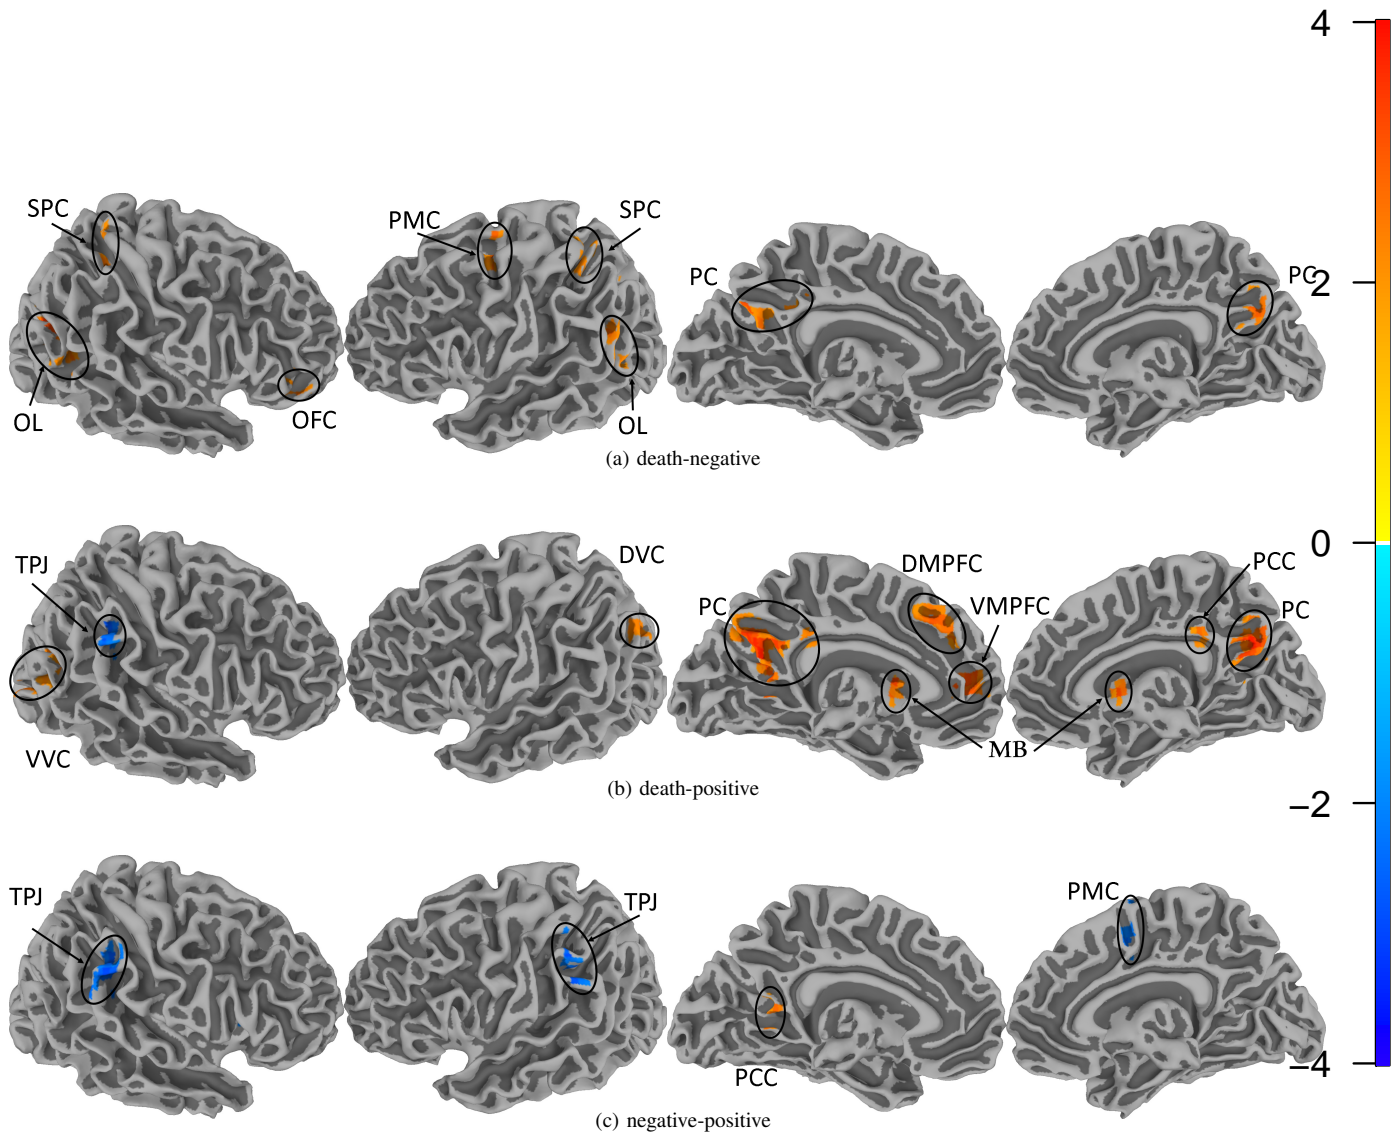 4
SPC
PMC
SPC
PC
PC
2
OL
OFC
OL
(a) death-negative
0
TPJ
DVC
DMPFC
PCC
PC
VMPFC
PC
VVC
MB
(b) death-positive
−2
TPJ
TPJ
PMC
−4
PCC
(c) negative-positive